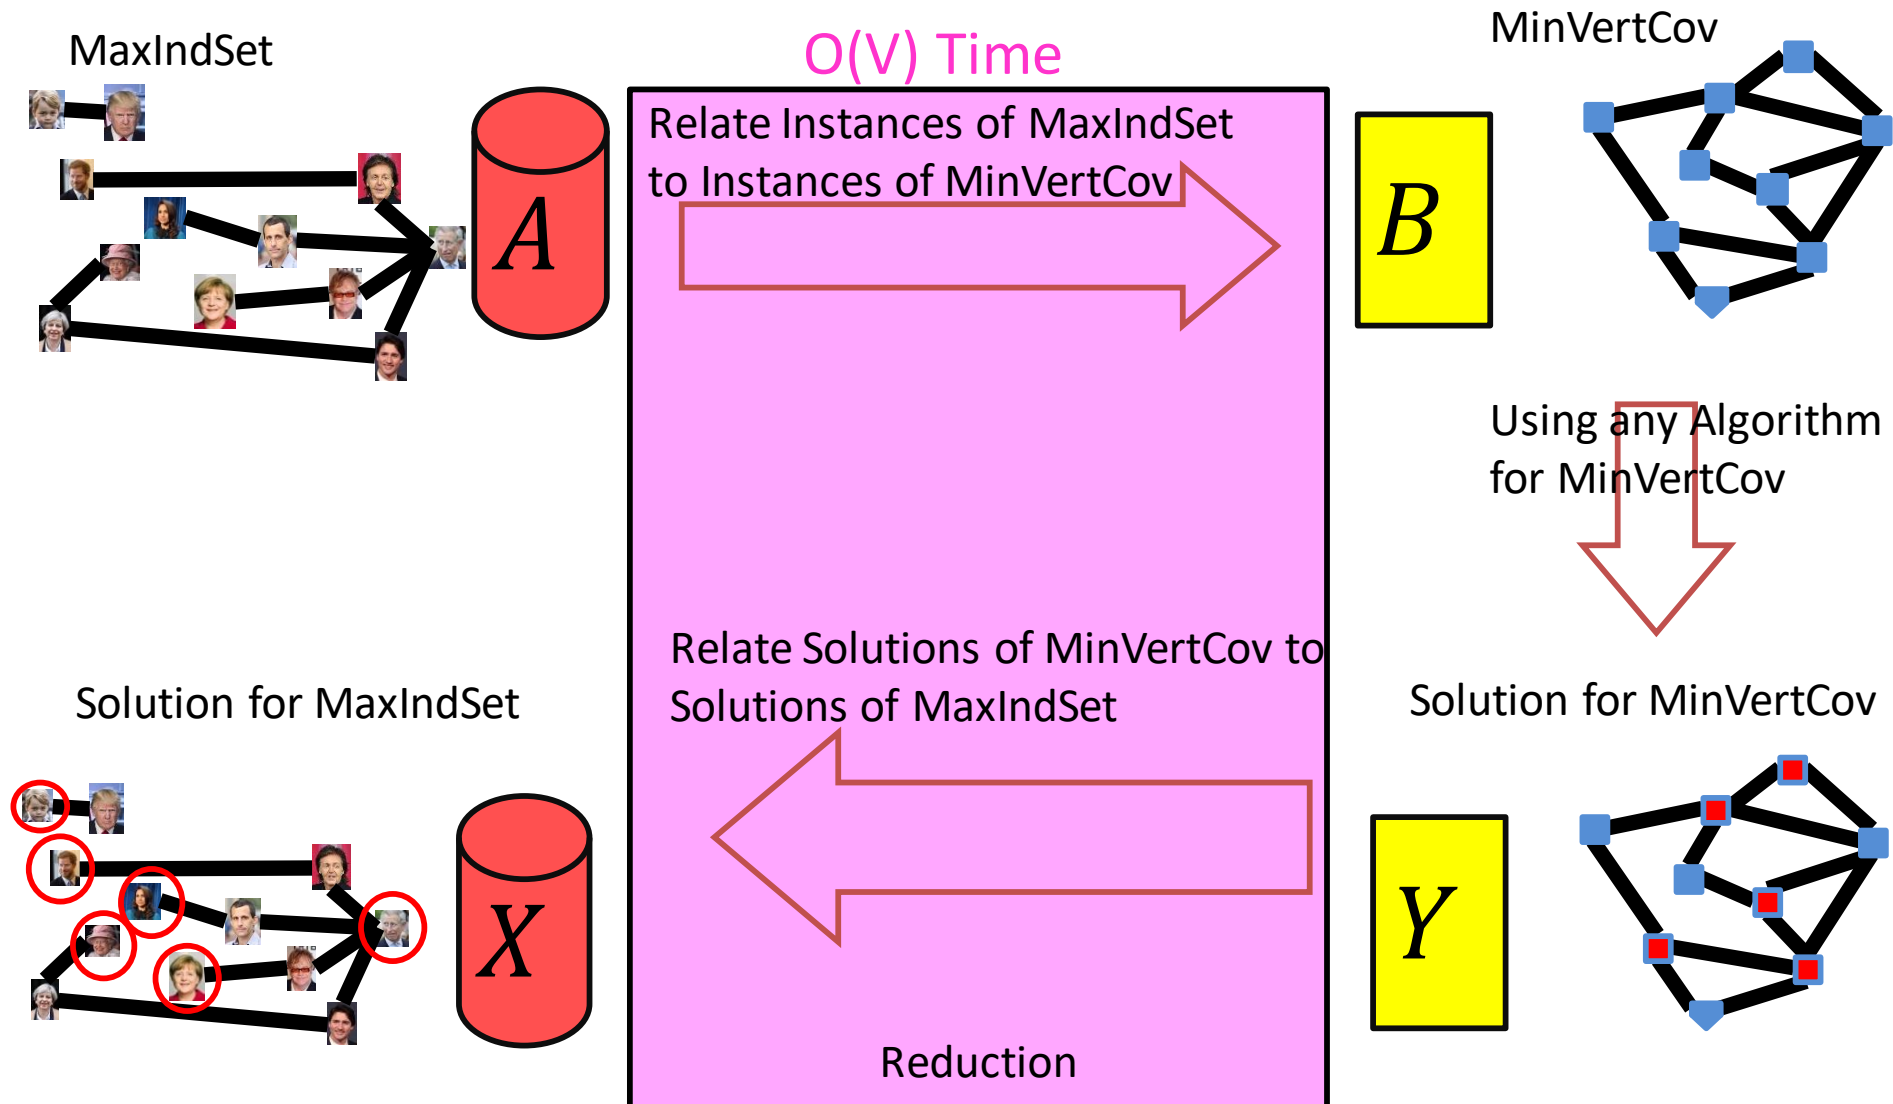 MaxIndSet
O(V) Time
MinVertCov
Relate Instances of MaxIndSet
to Instances of MinVertCov
A
B
Using any Algorithm
for MinVertCov
Relate Solutions of MinVertCov to
Solutions of MaxIndSet
Solution for MaxIndSet
Solution for MinVertCov
X
Y
Reduction